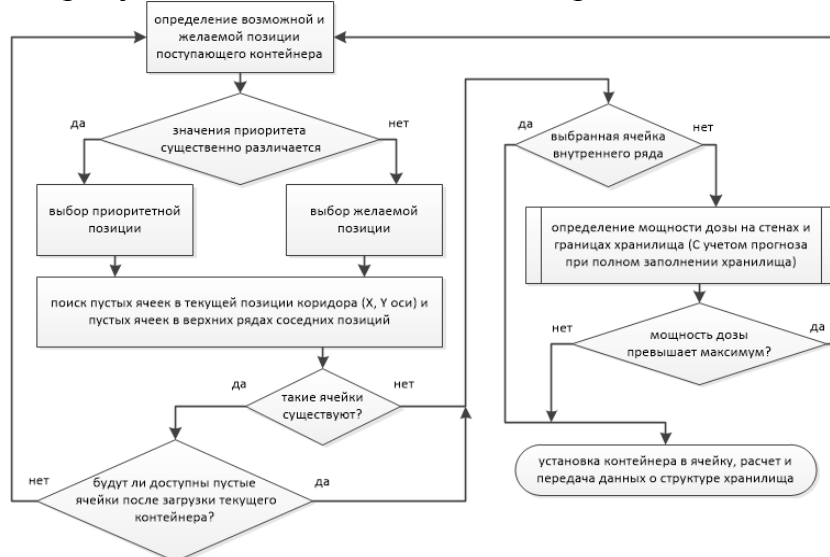 определение возможной и
желаемой позиции
поступающего контейнера
да
значения приоритета
существенно различается
нет
выбор приоритетной
позиции
выбор желаемой
позиции
поиск пустых ячеек в текущей позиции коридора (X, Y оси) и
пустых ячеек в верхних рядах соседних позиций
да
такие ячейки
существуют?
нет
нет
будут ли доступны пустые
ячейки после загрузки текущего
контейнера?
да
да
выбранная ячейка
внутреннего ряда
нет
определение мощности дозы на стенах и
границах хранилища (С учетом прогноза
при полном заполнении хранилища)
нет
мощность дозы
превышает максимум?
да
установка контейнера в ячейку, расчет и
передача данных о структуре хранилища